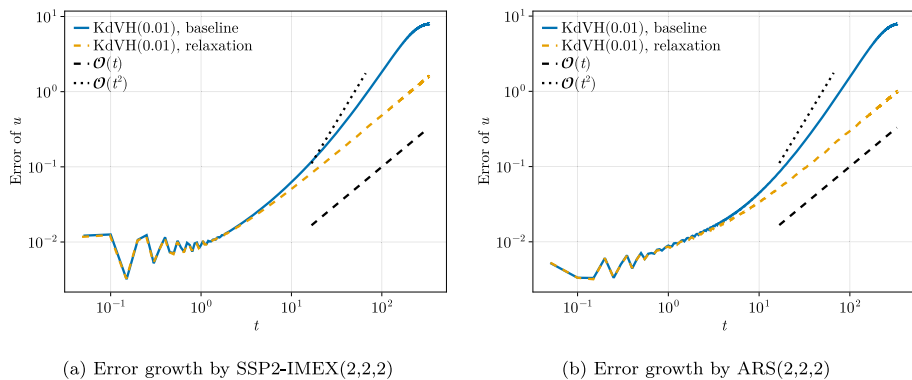 10^1
10^0
10^{-1}
10^{-2}
Error of u
KdVH(0.01), baseline
KdVH(0.01), relaxation
𝒪(t)
𝒪(t^2)
10^{-1}
10^0
10^1
10^2
t
(a) Error growth by SSP2-IMEX(2,2,2)
10^1
10^0
10^{-1}
10^{-2}
Error of u
KdVH(0.01), baseline
KdVH(0.01), relaxation
𝒪(t)
𝒪(t^2)
10^{-1}
10^0
10^1
10^2
t
(b) Error growth by ARS(2,2,2)